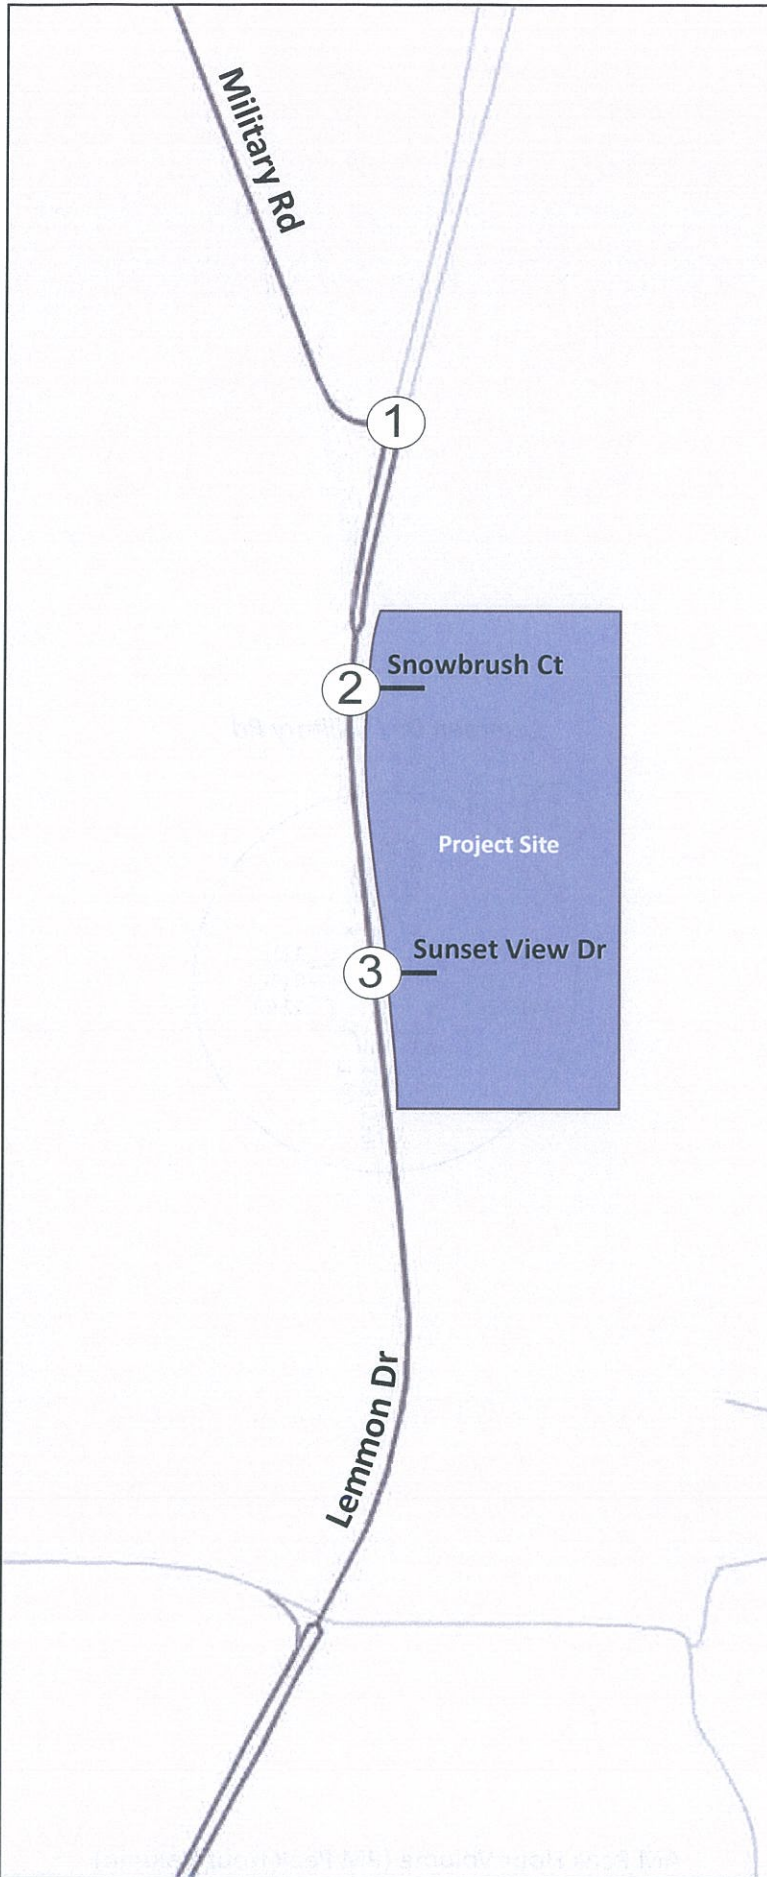 Military Rd
1
Snowbrush Ct
2
Project Site
Sunset View Dr
3
Lemmon Dr